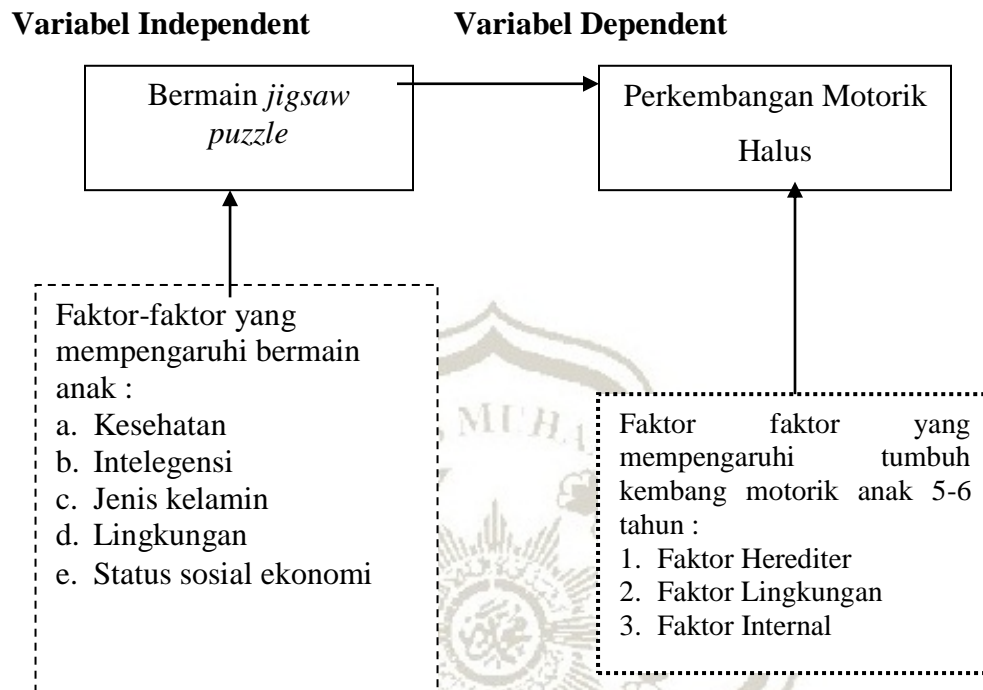 Variabel Independent
Variabel Dependent
Bermain jigsaw
puzzle
Perkembangan Motorik
Halus
Faktor-faktor yang
mempengaruhi bermain
anak :
a. Kesehatan
b. Intelegensi
c. Jenis kelamin
d. Lingkungan
e. Status sosial ekonomi
Faktor faktor yang
mempengaruhi tumbuh
kembang motorik anak 5-6
tahun :
1. Faktor Herediter
2. Faktor Lingkungan
3. Faktor Internal